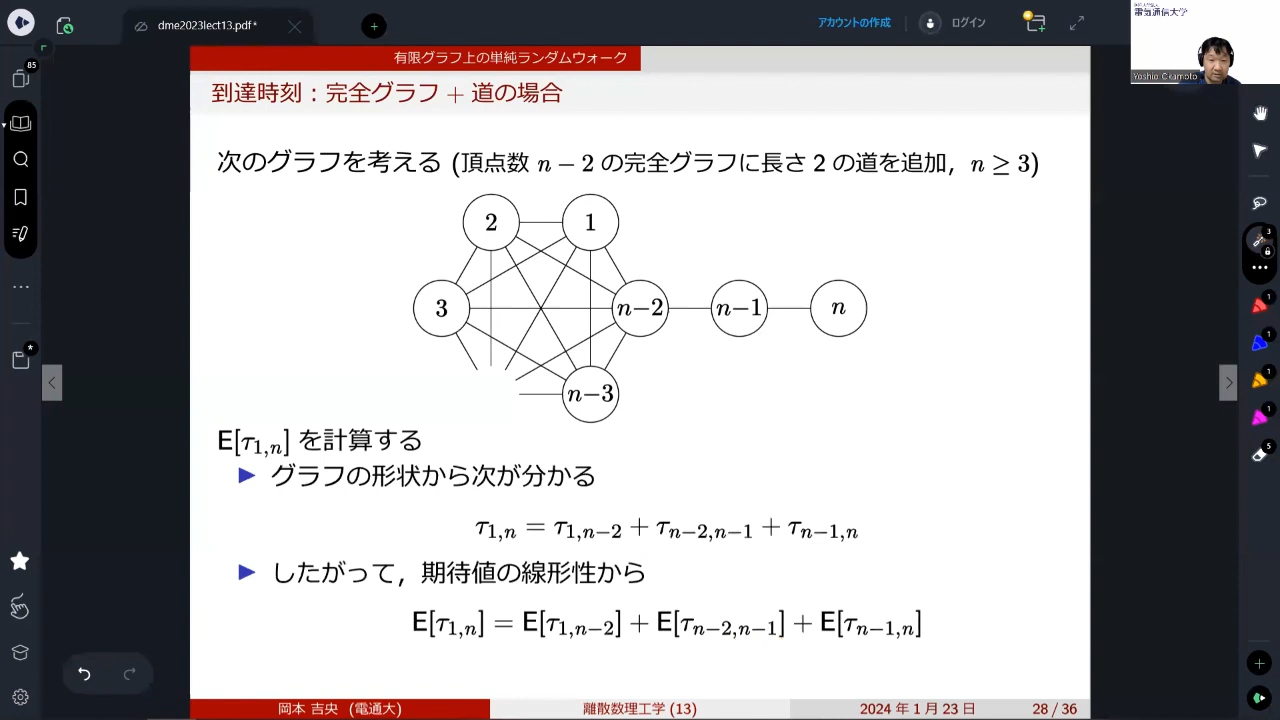 dme2023lect13.pdf*
アカウントの作成
ログイン
電気通信大学
Yoshio Okamoto
85
有限グラフ上の単純ランダムウォーク
到達時刻：完全グラフ + 道の場合
次のグラフを考える (頂点数 n − 2 の完全グラフに長さ 2 の道を追加，n ≥ 3)
2
1
3
n−2
n−1
n
n−3
E[τ1,n] を計算する
▶ グラフの形状から次が分かる
τ1,n = τ1,n−2 + τn−2,n−1 + τn−1,n
▶ したがって，期待値の線形性から
E[τ1,n] = E[τ1,n−2] + E[τn−2,n−1] + E[τn−1,n]
岡本 吉央 (電通大)
離散数理工学 (13)
2024 年 1 月 23 日
28 / 36
3
1
1
1
1
5